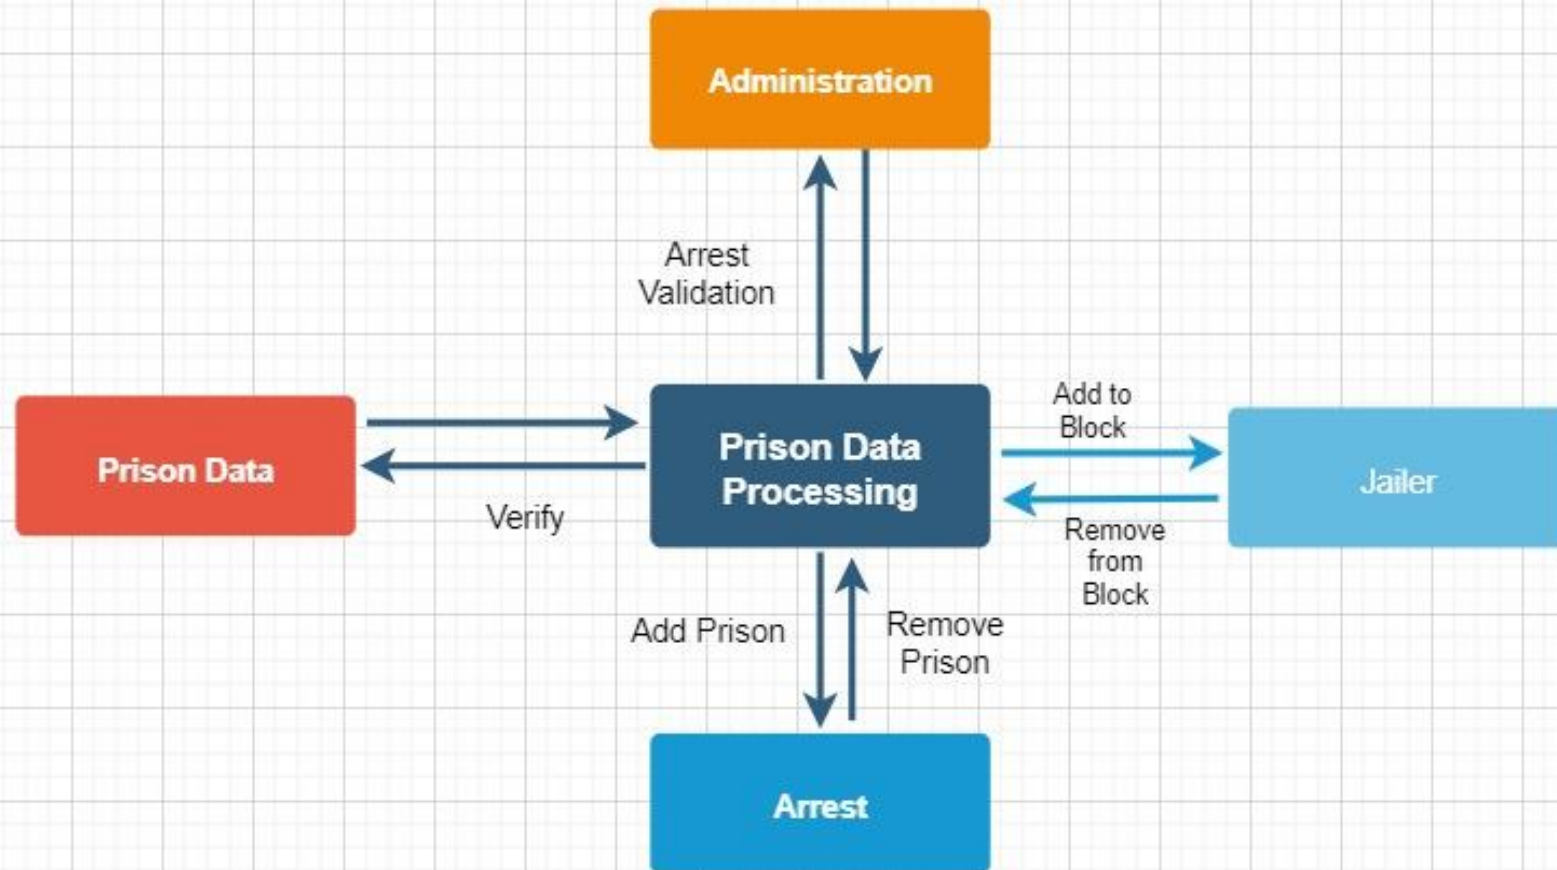 Administration
Arrest
Validation
Prison Data
Verify
Prison Data
Processing
Add to
Block
Jailer
Remove
from
Block
Add Prison
Remove
Prison
Arrest